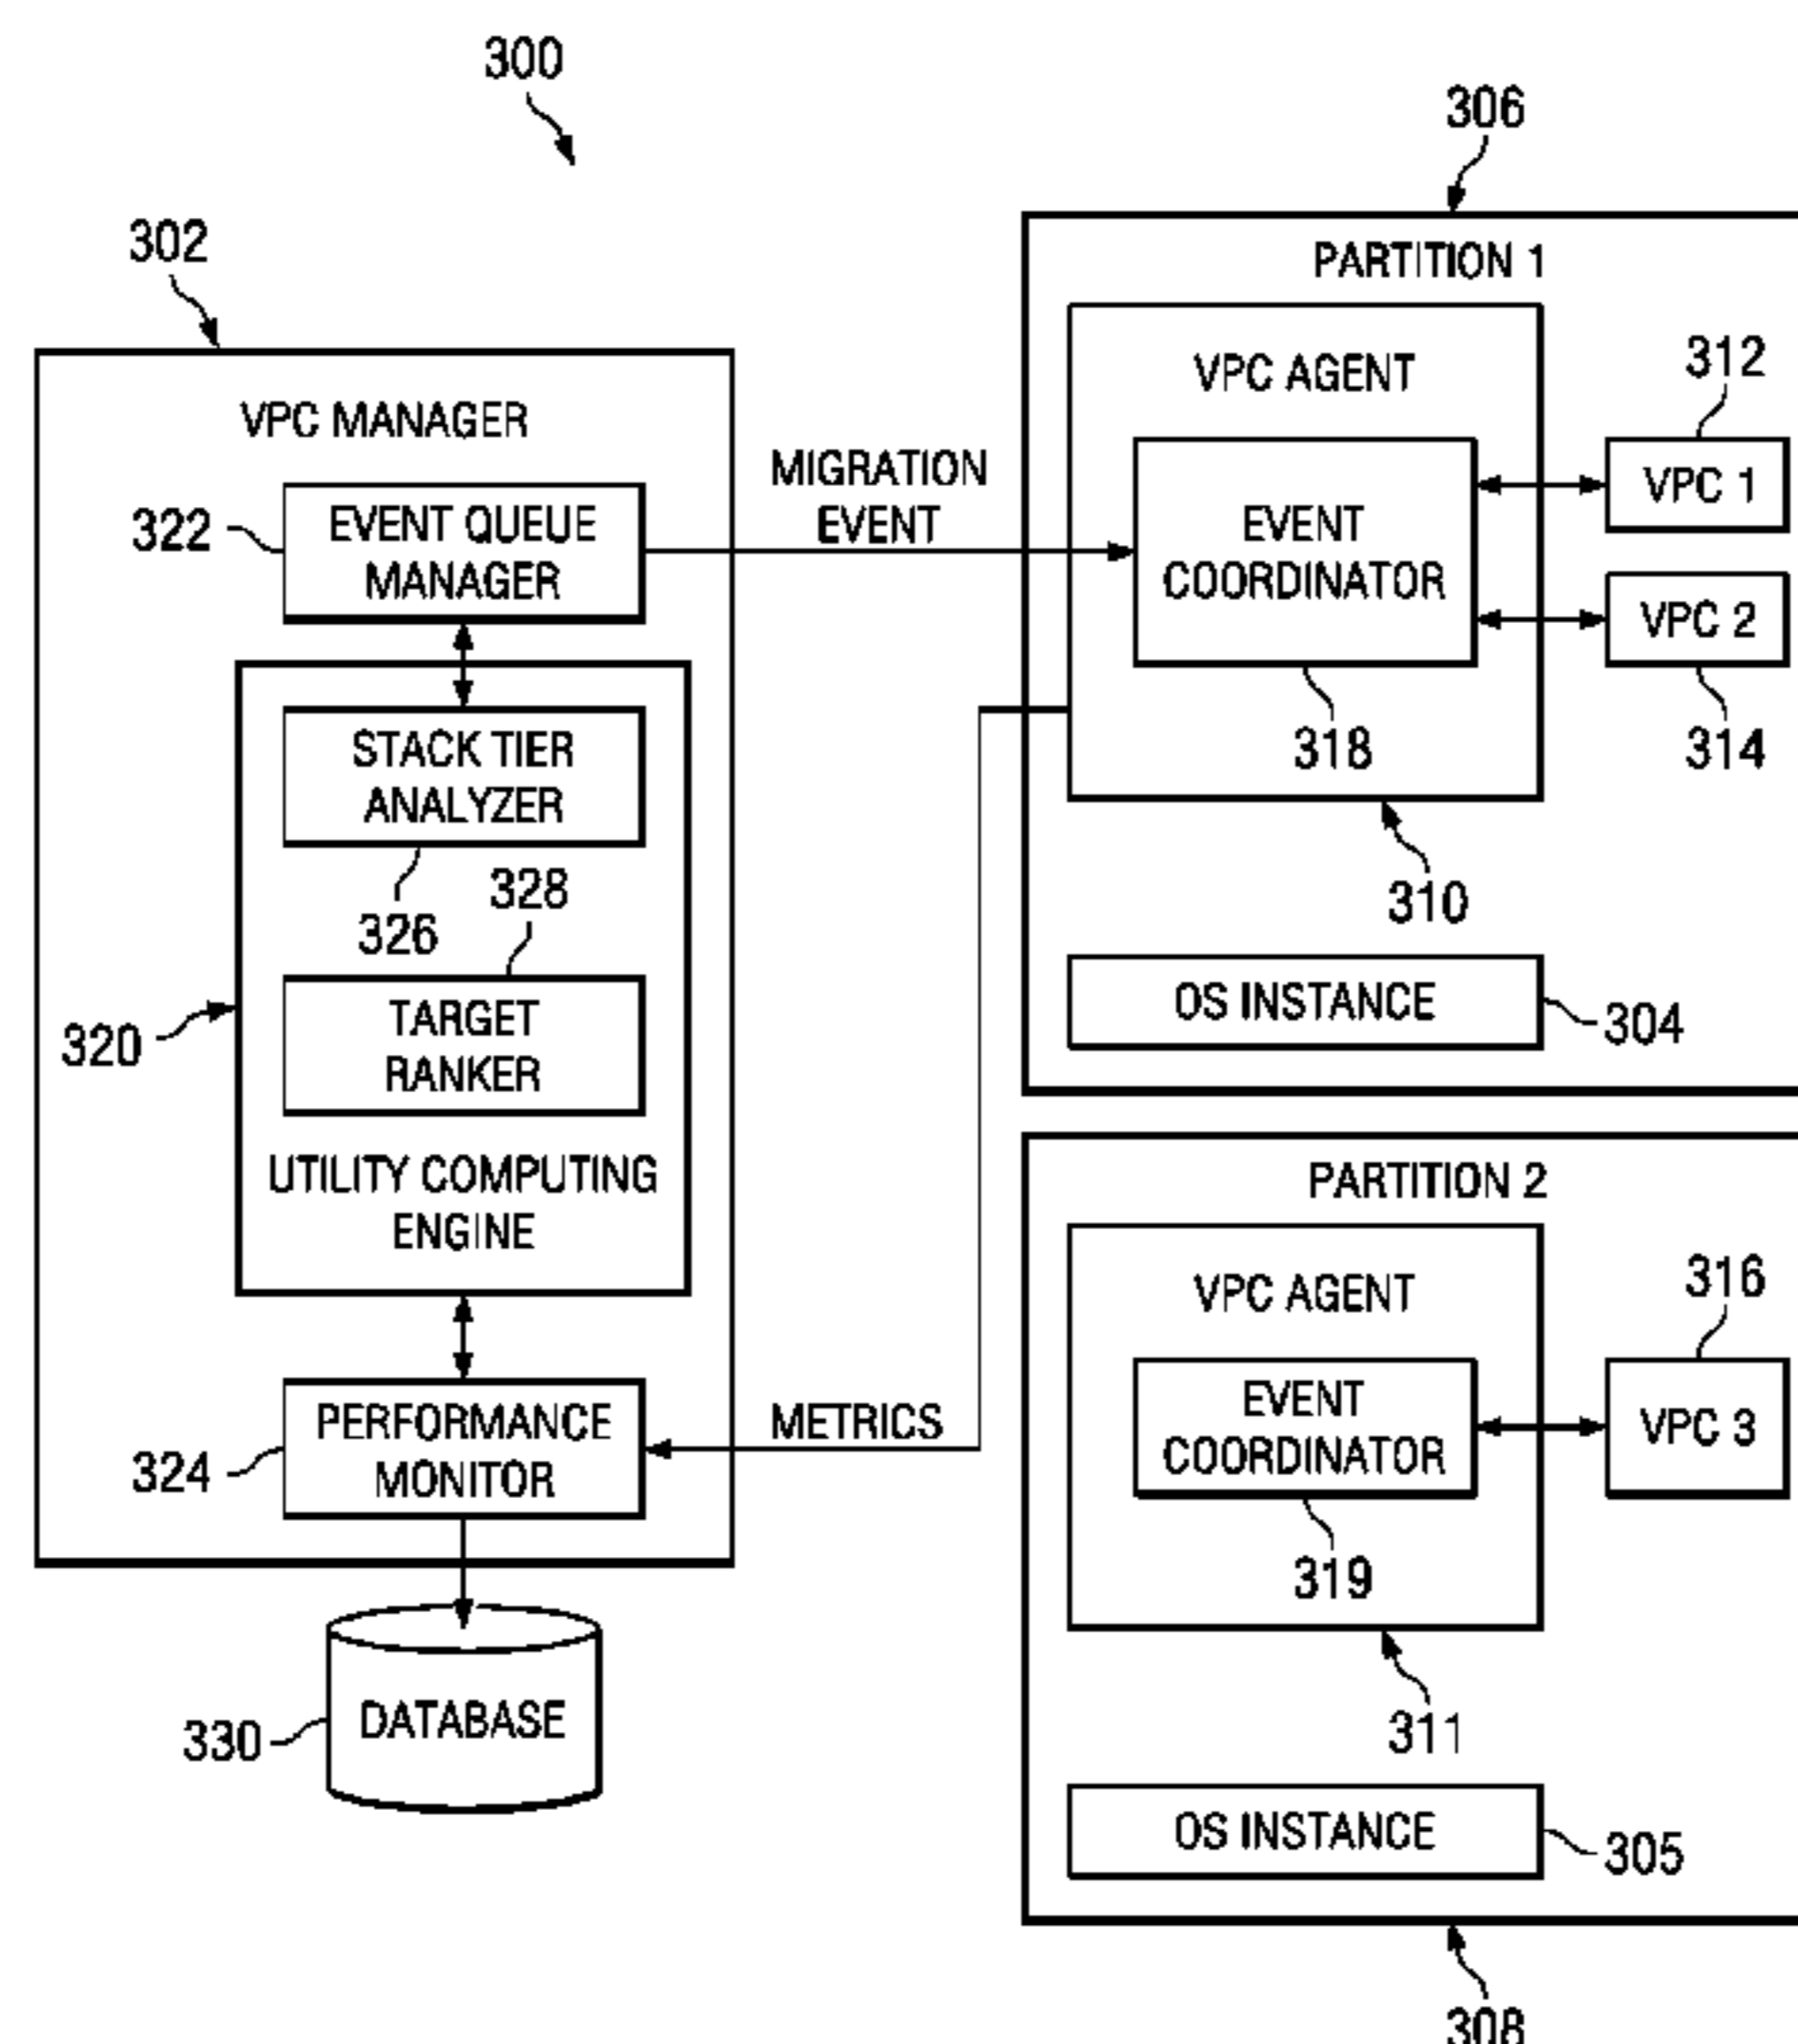 300
306
302
PARTITION 1
VPC AGENT
312
VPC MANAGER
MIGRATION
EVENT
322
EVENT QUEUE
MANAGER
EVENT
COORDINATOR
VPC 1
VPC 2
318
314
STACK TIER
ANALYZER
326
328
310
320
TARGET
RANKER
OS INSTANCE
304
UTILITY COMPUTING
ENGINE
PARTITION 2
VPC AGENT
316
324
PERFORMANCE
MONITOR
METRICS
EVENT
COORDINATOR
VPC 3
319
330
DATABASE
311
OS INSTANCE
305
308